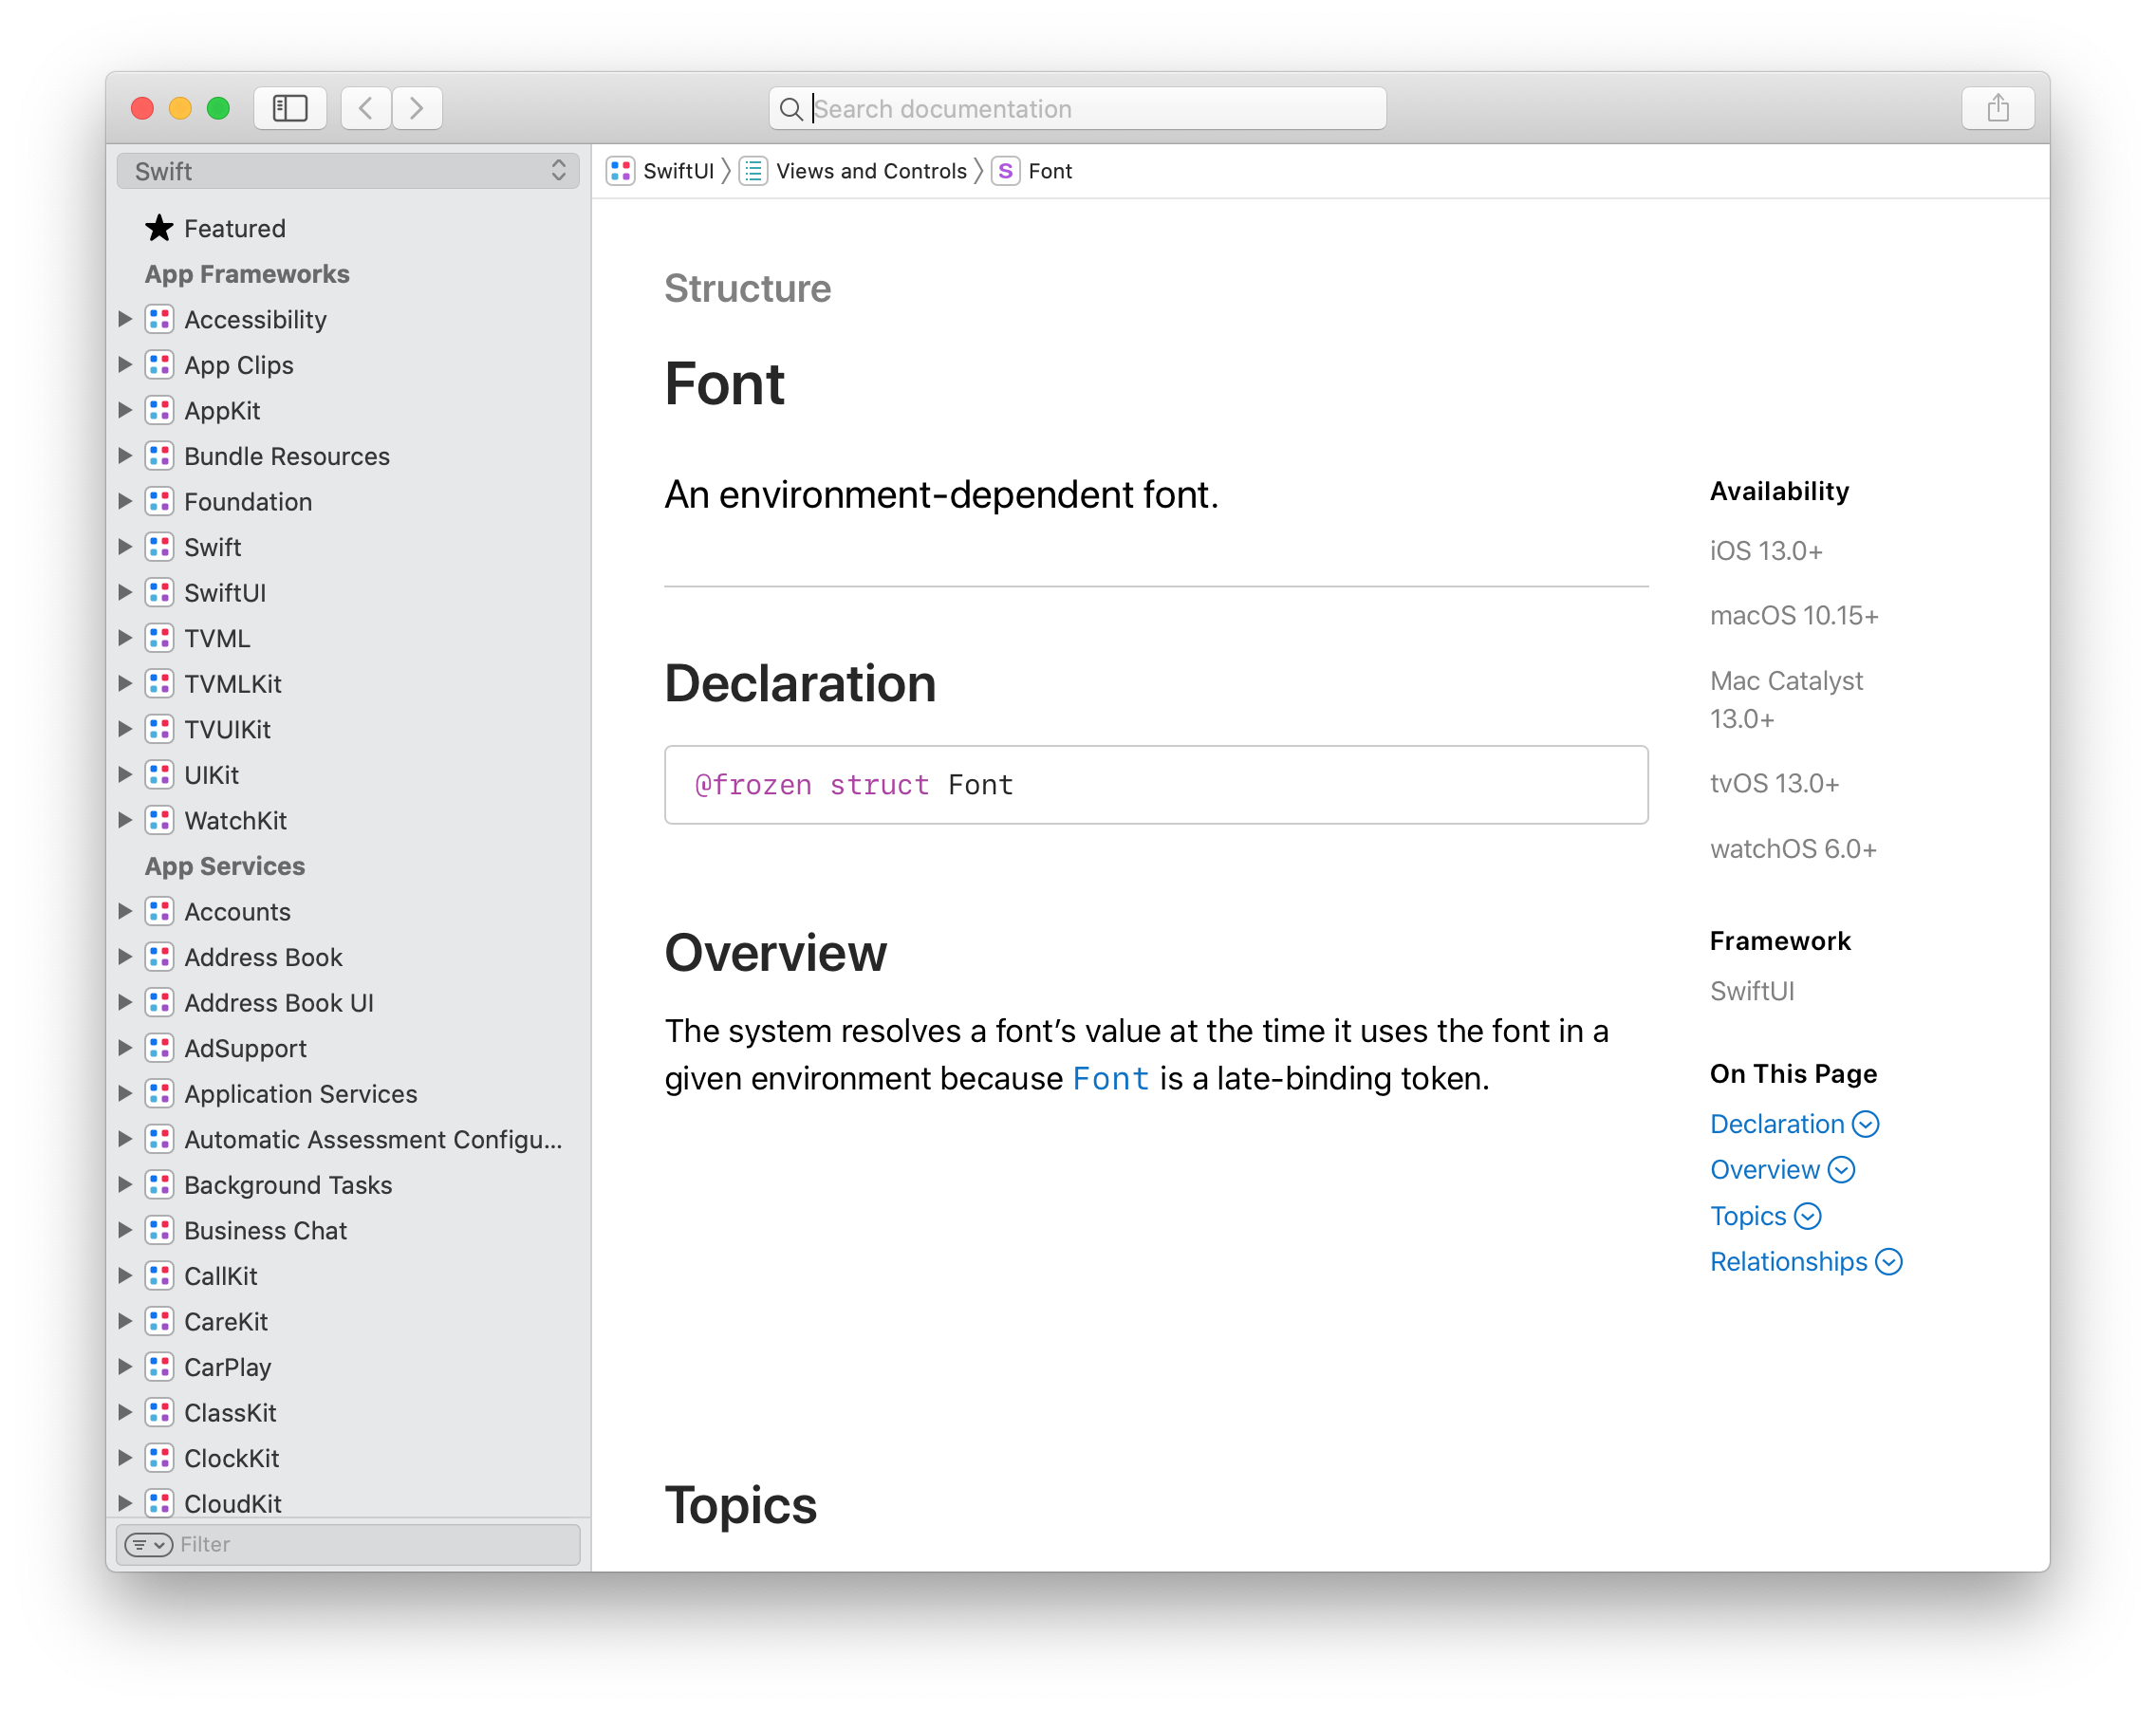 Search documentation
Swift
Featured
App Frameworks
Accessibility
App Clips
AppKit
Bundle Resources
Foundation
Swift
SwiftUI
TVML
TVMLKit
TVUIKit
UIKit
WatchKit
App Services
Accounts
Address Book
Address Book UI
AdSupport
Application Services
Automatic Assessment Configu...
Background Tasks
Business Chat
CallKit
CareKit
CarPlay
ClassKit
ClockKit
CloudKit
Filter
SwiftUI Views and Controls S Font
Structure
Font
An environment-dependent font.
Declaration
@frozen struct Font
Overview
The system resolves a font’s value at the time it uses the font in a
given environment because Font is a late-binding token.
Topics
Availability
iOS 13.0+
macOS 10.15+
Mac Catalyst
13.0+
tvOS 13.0+
watchOS 6.0+
Framework
SwiftUI
On This Page
Declaration
Overview
Topics
Relationships